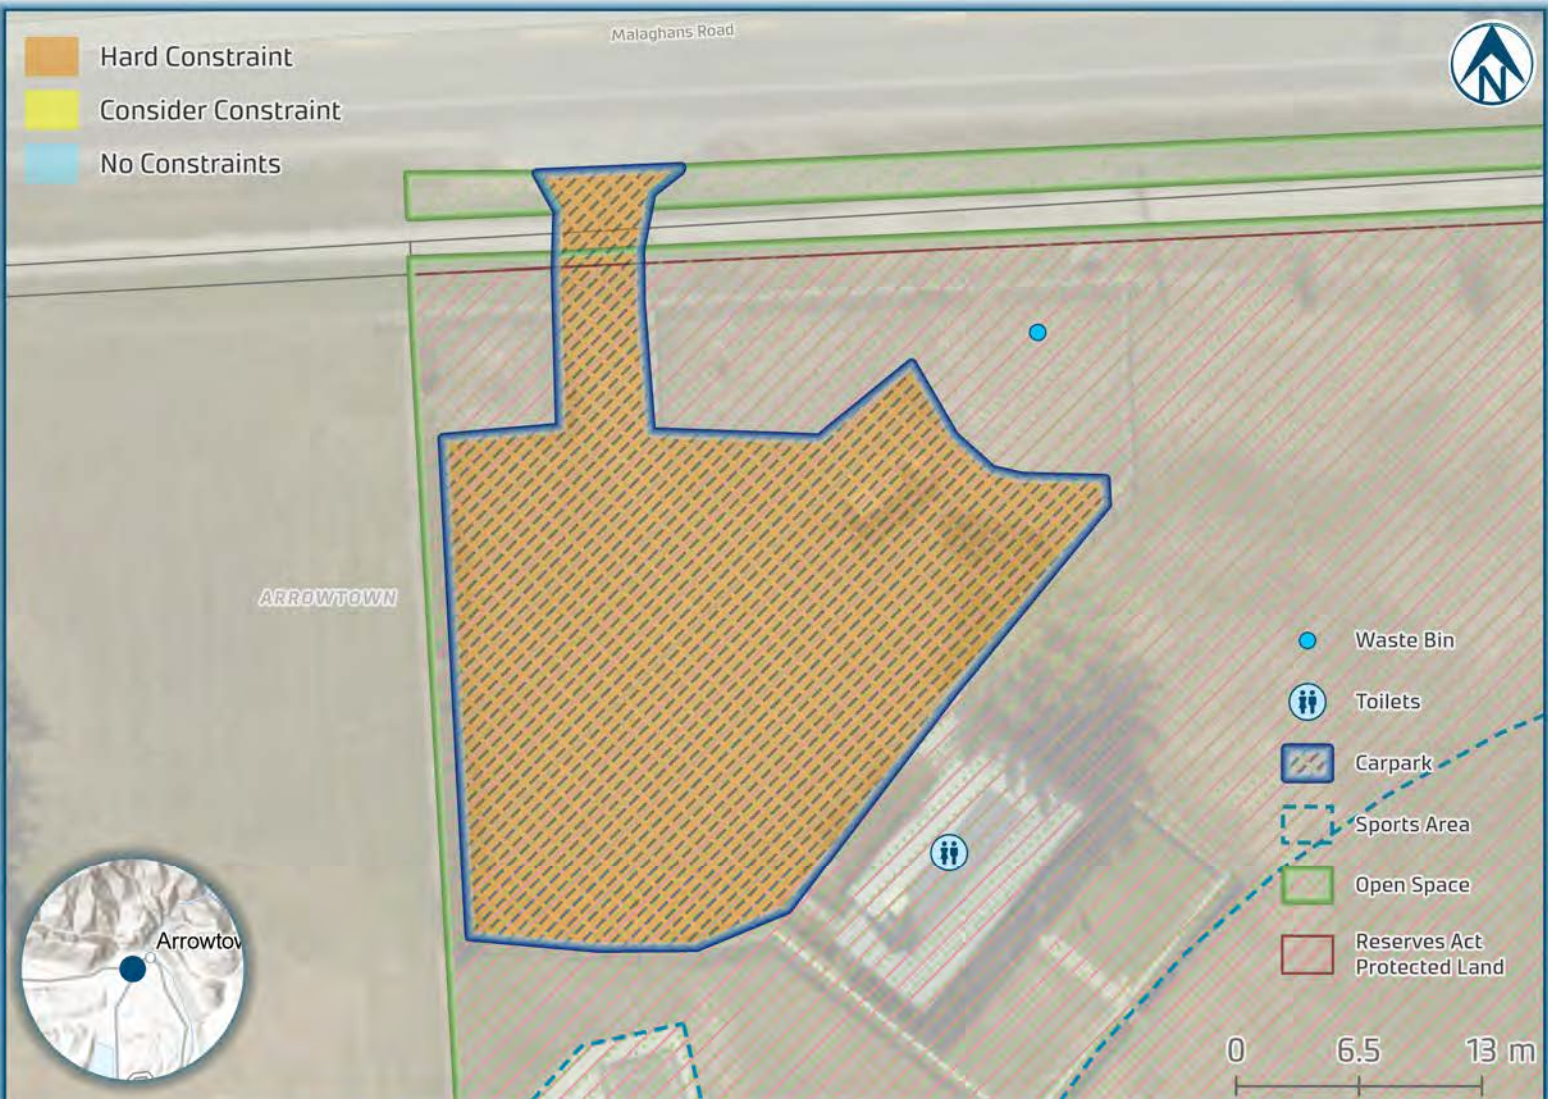 Malaghans Road
Hard Constraint
Consider Constraint
No Constraints
N
ARROWTOWN
Waste Bin
Toilets
Carpark
Sports Area
Open Space
Reserves Act
Protected Land
Arrowtow
0 6.5 13 m